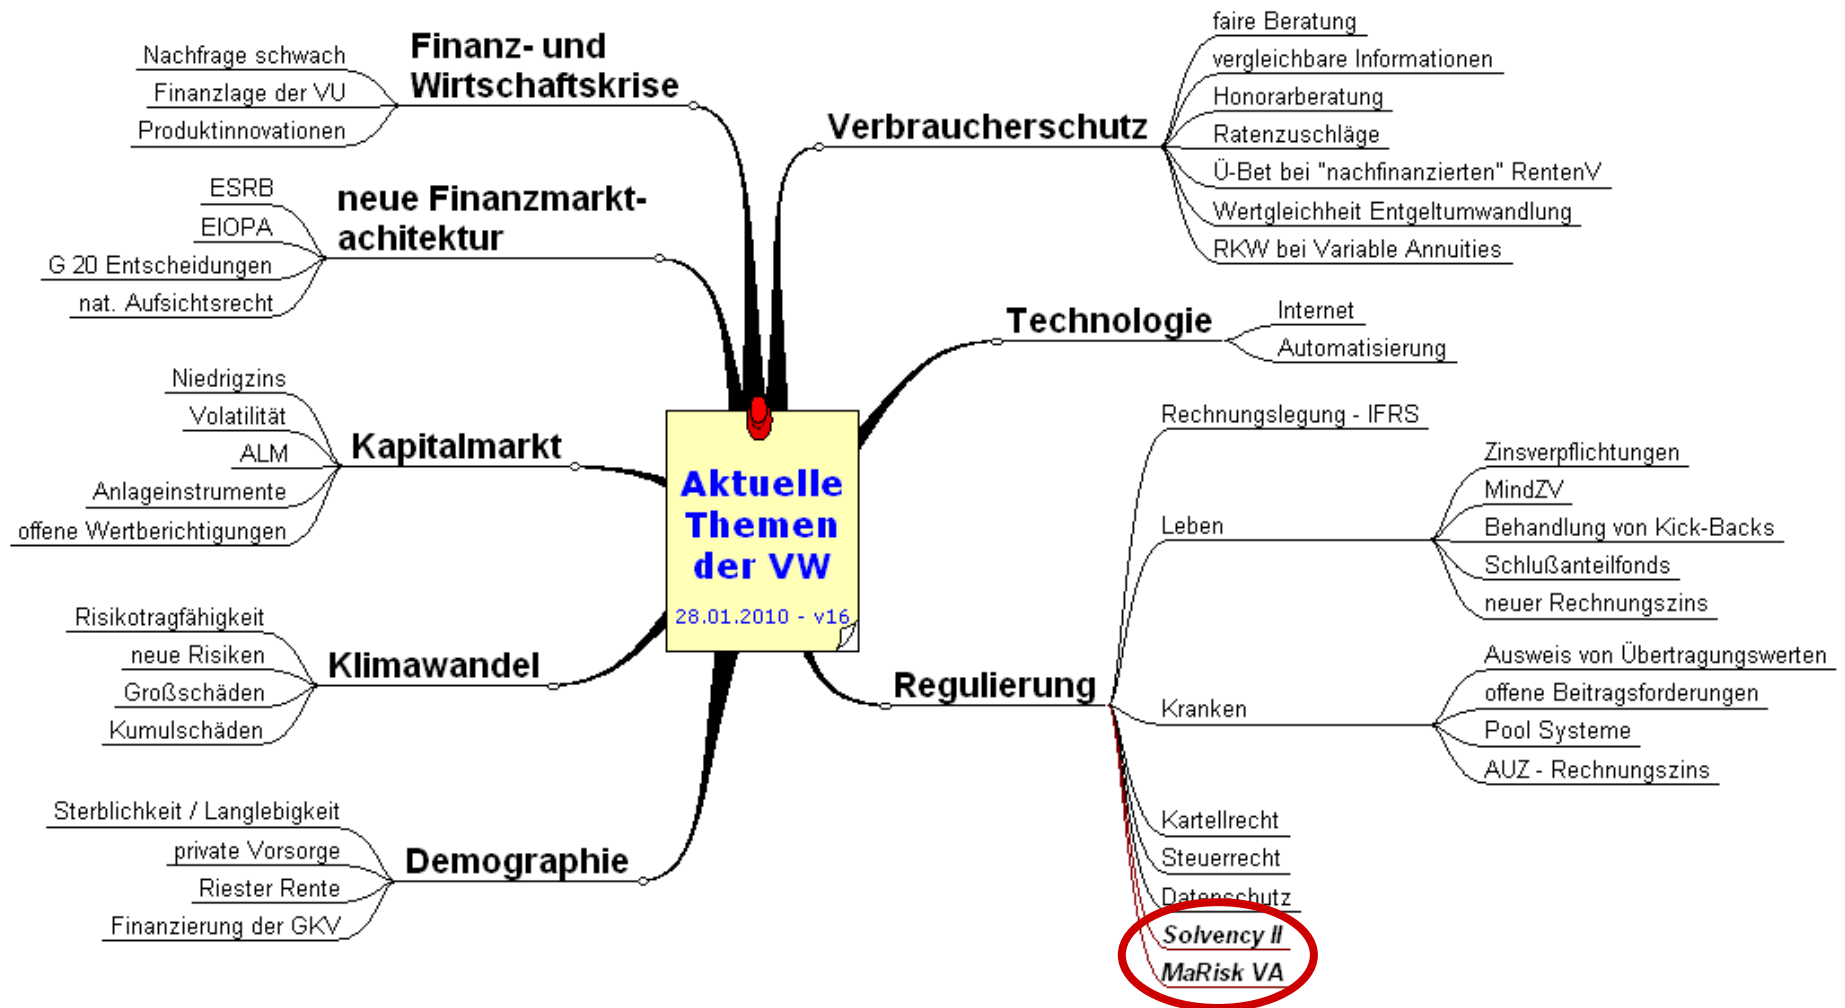 Aktuelle
Themen
der VW
28.01.2010 - v16
Finanz- und
Wirtschaftskrise
Nachfrage schwach
Finanzlage der VU
Produktinnovationen
neue Finanzmarkt-
achitektur
ESRB
EIOPA
G 20 Entscheidungen
nat. Aufsichtsrecht
Kapitalmarkt
Niedrigzins
Volatilität
ALM
Anlageinstrumente
offene Wertberichtigungen
Klimawandel
Risikotragfähigkeit
neue Risiken
Großschäden
Kumulschäden
Demographie
Sterblichkeit / Langlebigkeit
private Vorsorge
Riester Rente
Finanzierung der GKV
Verbraucherschutz
faire Beratung
vergleichbare Informationen
Honorarberatung
Ratenzuschläge
Ü-Bet bei "nachfinanzierten" RentenV
Wertgleichheit Entgeltumwandlung
RKW bei Variable Annuities
Technologie
Internet
Automatisierung
Regulierung
Rechnungslegung - IFRS
Leben
Zinsverpflichtungen
MindZV
Behandlung von Kick-Backs
Schlußanteilfonds
neuer Rechnungszins
Kranken
Ausweis von Übertragungswerten
offene Beitragsforderungen
Pool Systeme
AUZ - Rechnungszins
Kartellrecht
Steuerrecht
Datenschutz
Solvency II
MaRisk VA